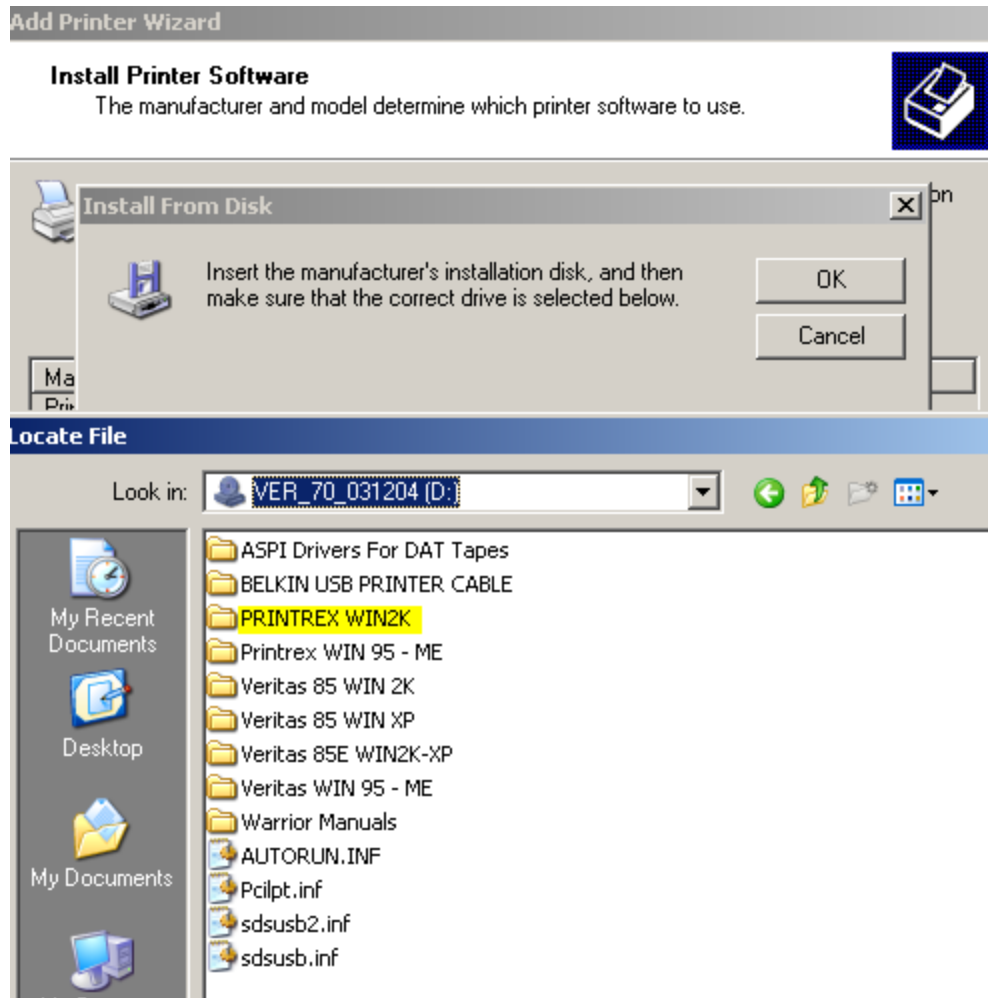 Add Printer Wizard
Install Printer Software
The manufacturer and model determine which printer software to use.
on
Install From Disk
Insert the manufacturer's installation disk, and then
make sure that the correct drive is selected below.
OK
Cancel
Ma
Locate File
Look in:
VER_70_031204 (D:)
My Recent
Documents
Desktop
My Documents
ASPI Drivers For DAT Tapes
BELKIN USB PRINTER CABLE
PRINTREX WIN2K
Printrex WIN 95 - ME
Veritas 85 WIN 2K
Veritas 85 WIN XP
Veritas 85E WIN2K-XP
Veritas WIN 95 - ME
Warrior Manuals
AUTORUN.INF
Pcilpt.inf
sdsusb2.inf
sdsusb.inf